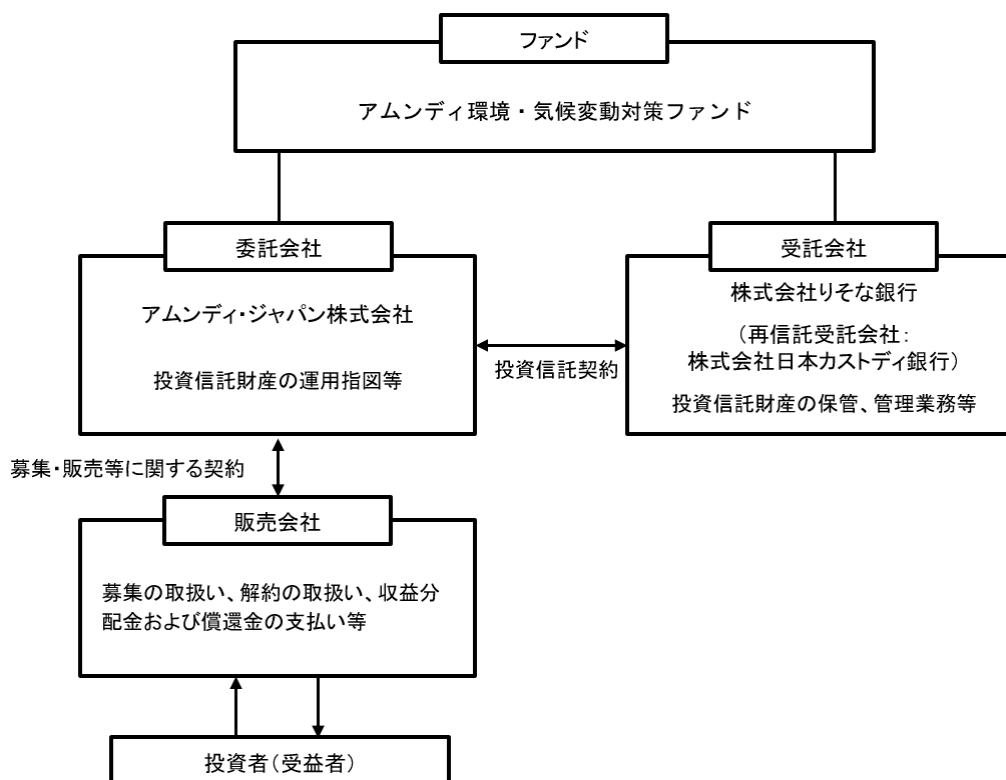 ファンド
アムンディ環境・気候変動対策ファンド
委託会社
アムンディ・ジャパン株式会社
投資信託財産の運用指図等
投資信託契約
受託会社
株式会社りそな銀行
（再信託受託会社：
株式会社日本カストディ銀行）
投資信託財産の保管、管理業務等
募集・販売等に関する契約
販売会社
募集の取扱い、解約の取扱い、収益分
配金および償還金の支払い等
投資者（受益者）